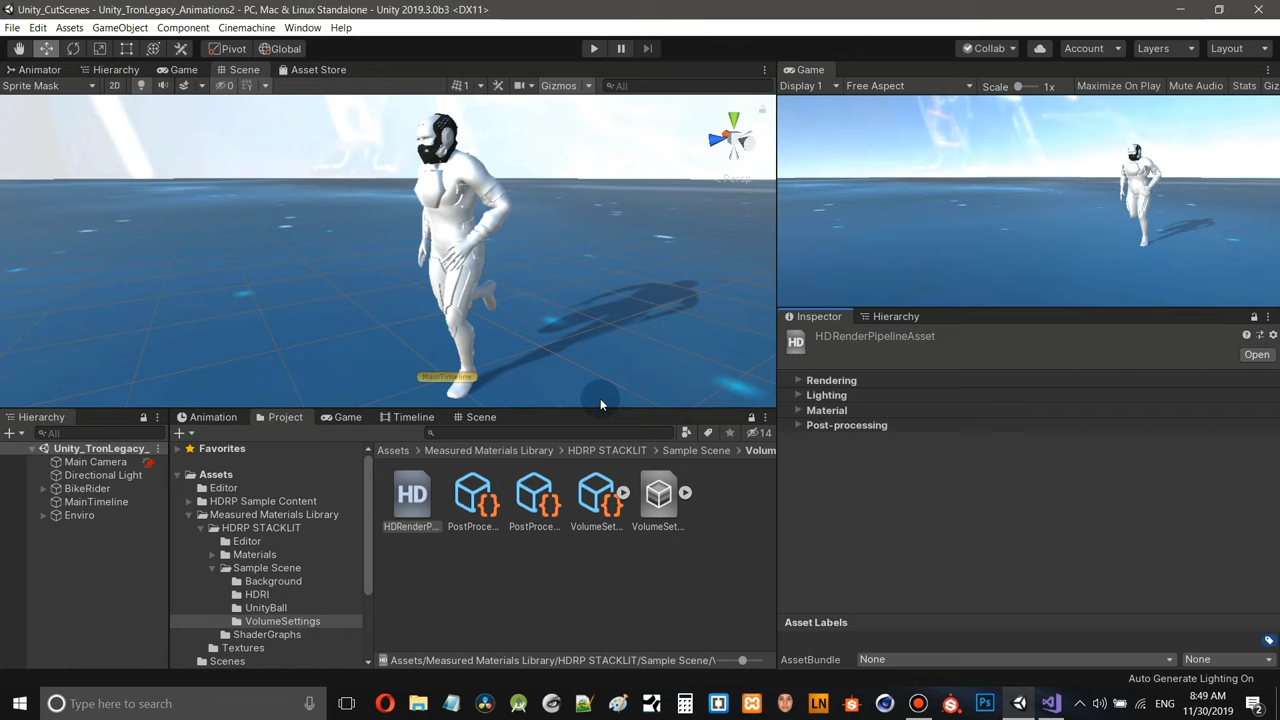 Unity_CutScenes - Unity_TronLegacy_Animations2 - PC, Mac & Linux Standalone - Unity 2019.3.0b3 <DX11>
File Edit Assets GameObject Component Cinemachine Window Help
Pivot Global Collab Account Layers Layout
Animator Hierarchy Game Scene Asset Store Game
Sprite Mask 2D 0 1 Gizmos All Display 1 Free Aspect Scale 1x Maximize On Play Mute Audio Stats Giz
Persp
MainTimeline
Inspector Hierarchy
HD HDRenderPipelineAsset
Open
Rendering
Lighting
Material
Post-processing
Hierarchy Animation Project Game Timeline Scene
All 14
Unity_TronLegacy_
Main Camera
Directional Light
BikeRider
MainTimeline
Enviro
Favorites
Assets
Editor
HDRP Sample Content
Measured Materials Library
HDRP STACKLIT
Editor
Materials
Sample Scene
Background
HDRI
UnityBall
VolumeSettings
ShaderGraphs
Textures
Scenes
Assets Measured Materials Library HDRP STACKLIT Sample Scene Volum
HD
HDRenderP... PostProce... PostProce... VolumeSet... VolumeSet...
Assets/Measured Materials Library/HDRP STACKLIT/Sample Scene/V
Asset Labels
AssetBundle None None
Auto Generate Lighting On
Type here to search
LN
Ps
ENG
8:49 AM
11/30/2019